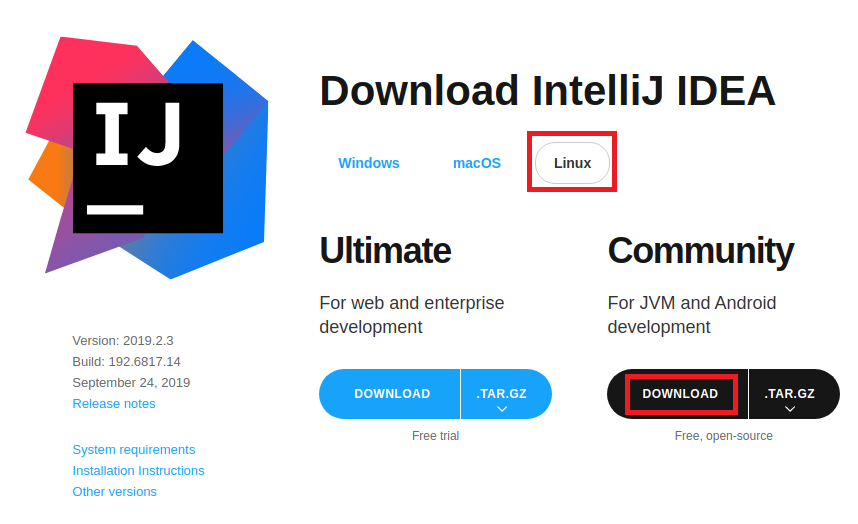 IJ
Download IntelliJ IDEA
Windows macOS Linux
Ultimate
For web and enterprise
development
DOWNLOAD .TAR.GZ
Free trial
Community
For JVM and Android
development
DOWNLOAD .TAR.GZ
Free, open-source
Version: 2019.2.3
Build: 192.6817.14
September 24, 2019
Release notes
System requirements
Installation Instructions
Other versions